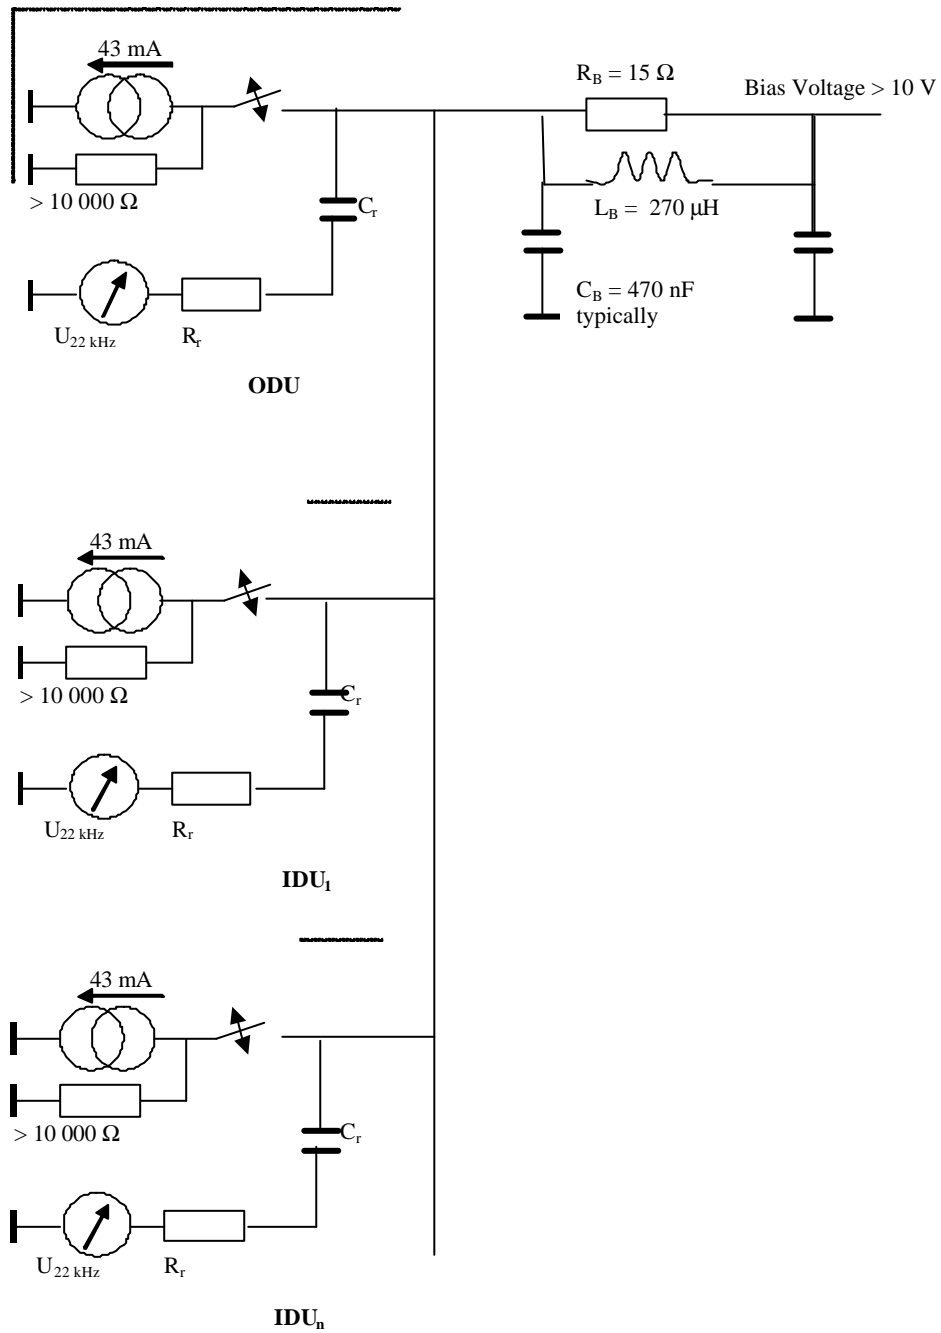 43 mA
R_B = 15 Ω
Bias Voltage > 10 V
> 10 000 Ω
C_r
L_B = 270 µH
C_B = 470 nF
typically
U_22 kHz
R_r
ODU
43 mA
> 10 000 Ω
C_r
U_22 kHz
R_r
IDU_1
43 mA
> 10 000 Ω
C_r
U_22 kHz
R_r
IDU_n